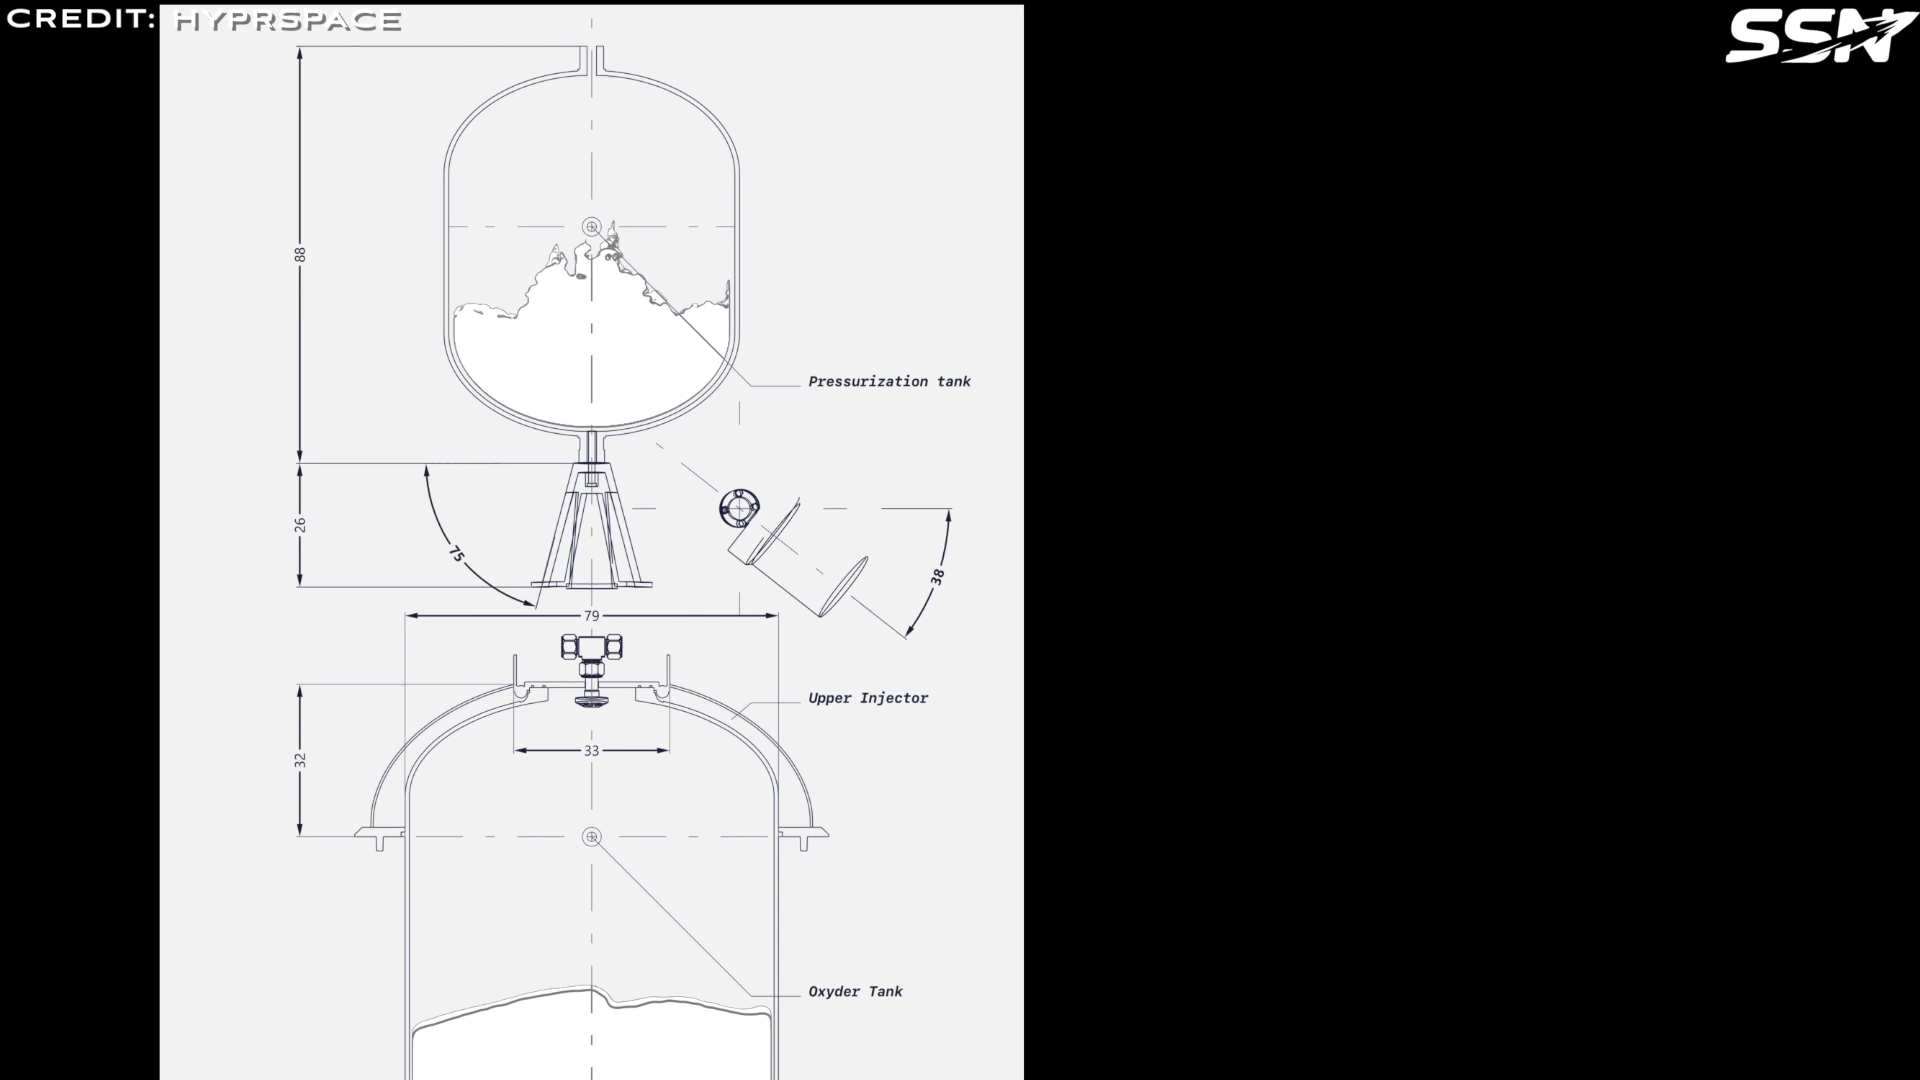 CREDIT: HYPRSPACE
SSN
88
Pressurization tank
26
75
38
79
Upper Injector
33
32
Oxyder Tank